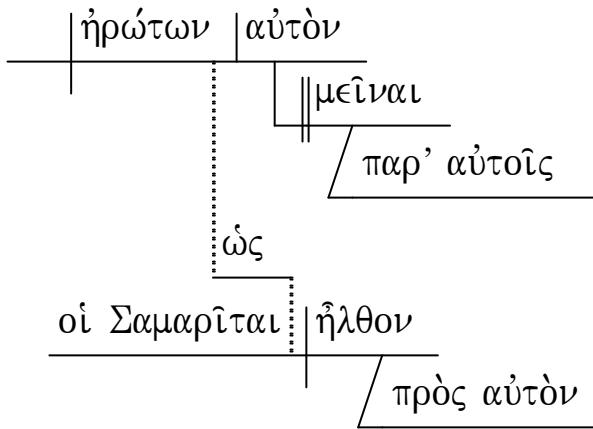 ἠρώτων αὐτὸν
μεῖναι
παρ’ αὐτοῖς
ὡς
οἱ Σαμαρῖται ἦλθον
πρὸς αὐτὸν